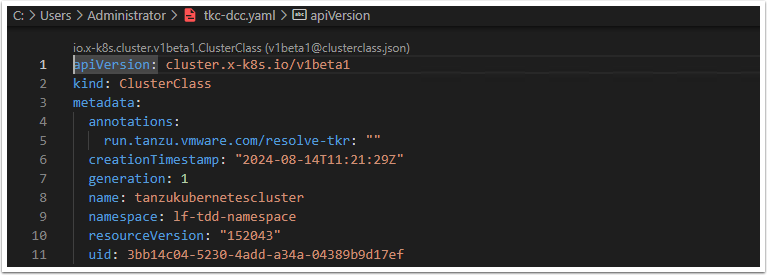 C: > Users > Administrator > tkc-dcc.yaml > abc apiVersion
io.x-k8s.cluster.v1beta1.ClusterClass (v1beta1@clusterclass.json)
1 apiVersion: cluster.x-k8s.io/v1beta1
2 kind: ClusterClass
3 metadata:
4   annotations:
5     run.tanzu.vmware.com/resolve-tkr: ""
6   creationTimestamp: "2024-08-14T11:21:29Z"
7   generation: 1
8   name: tanzukubernetescluster
9   namespace: lf-tdd-namespace
10   resourceVersion: "152043"
11   uid: 3bb14c04-5230-4add-a34a-04389b9d17ef